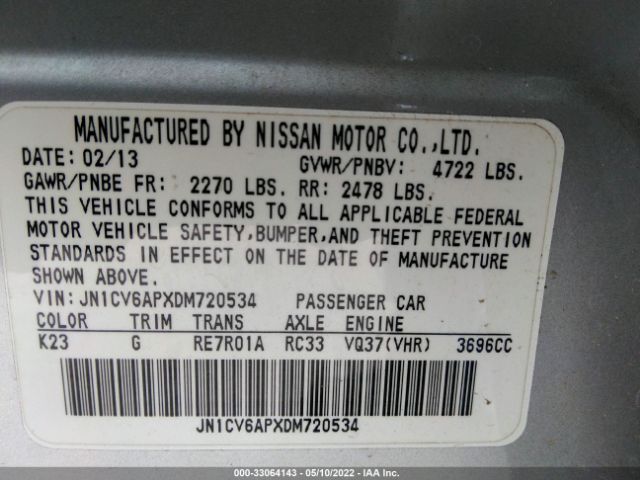 MANUFACTURED BY NISSAN MOTOR CO.,LTD.
DATE: 02/13 GVWR/PNBV: 4722 LBS.
GAWR/PNBE FR: 2270 LBS. RR: 2478 LBS.
THIS VEHICLE CONFORMS TO ALL APPLICABLE FEDERAL
MOTOR VEHICLE SAFETY,BUMPER,AND THEFT PREVENTION
STANDARDS IN EFFECT ON THE DATE OF MANUFACTURE
SHOWN ABOVE.
VIN: JN1CV6APXDM720534 PASSENGER CAR
COLOR TRIM TRANS AXLE ENGINE
K23 G RE7R01A RC33 VQ37(VHR) 3696CC
JN1CV6APXDM720534
© 000-33064143 - 05/10/2022 - IAA Inc.